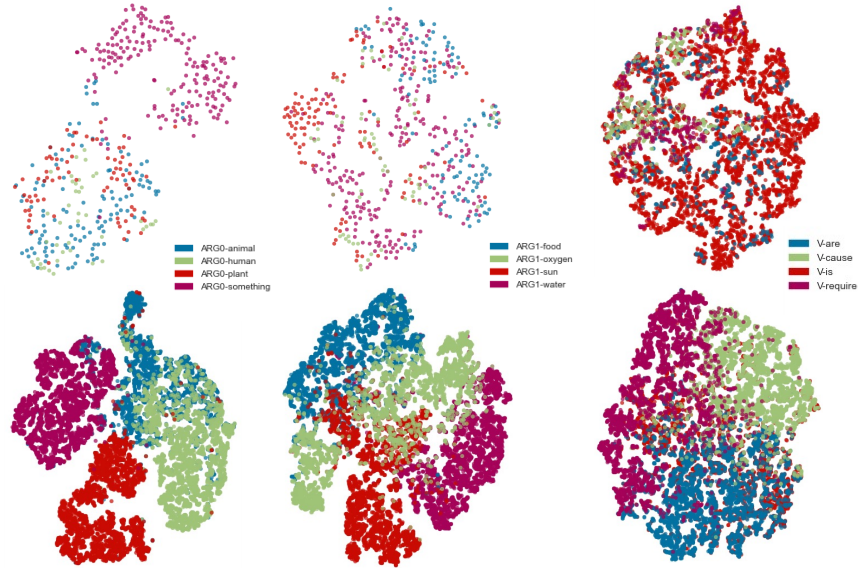 ARG0-animal
ARG0-human
ARG0-plant
ARG0-something
ARG1-food
ARG1-oxygen
ARG1-sun
ARG1-water
V-are
V-cause
V-is
V-require